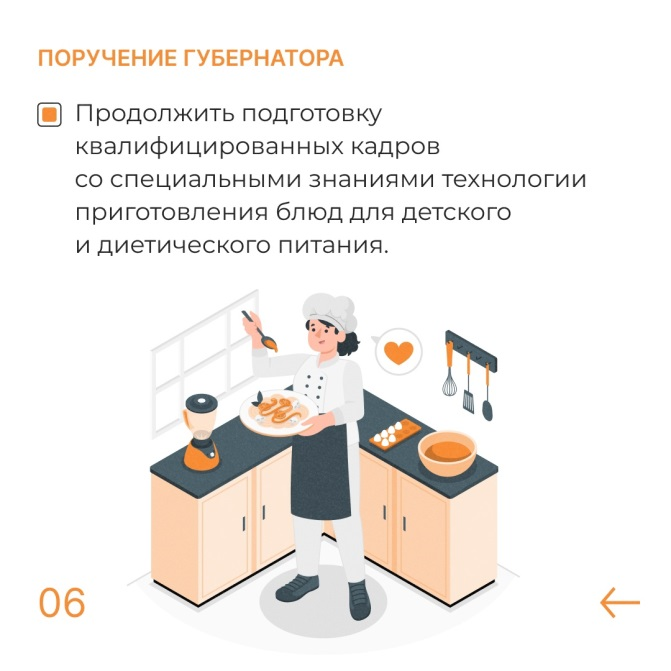 ПОРУЧЕНИЕ ГУБЕРНАТОРА
Продолжить подготовку
квалифицированных кадров
со специальными знаниями технологии
приготовления блюд для детского
и диетического питания.
06